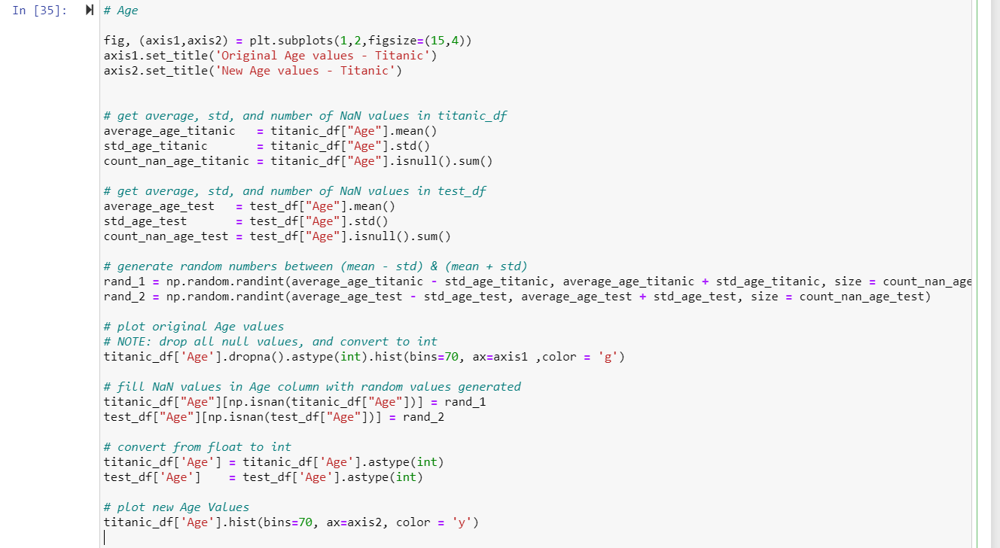 In [35]:
# Age
fig, (axis1,axis2) = plt.subplots(1,2,figsize=(15,4))
axis1.set_title('Original Age values - Titanic')
axis2.set_title('New Age values - Titanic')
# get average, std, and number of NaN values in titanic_df
average_age_titanic   = titanic_df["Age"].mean()
std_age_titanic       = titanic_df["Age"].std()
count_nan_age_titanic = titanic_df["Age"].isnull().sum()
# get average, std, and number of NaN values in test_df
average_age_test   = test_df["Age"].mean()
std_age_test       = test_df["Age"].std()
count_nan_age_test = test_df["Age"].isnull().sum()
# generate random numbers between (mean - std) & (mean + std)
rand_1 = np.random.randint(average_age_titanic - std_age_titanic, average_age_titanic + std_age_titanic, size = count_nan_age
rand_2 = np.random.randint(average_age_test - std_age_test, average_age_test + std_age_test, size = count_nan_age_test)
# plot original Age values
# NOTE: drop all null values, and convert to int
titanic_df['Age'].dropna().astype(int).hist(bins=70, ax=axis1 ,color = 'g')
# fill NaN values in Age column with random values generated
titanic_df["Age"][np.isnan(titanic_df["Age"])] = rand_1
test_df["Age"][np.isnan(test_df["Age"])] = rand_2
# convert from float to int
titanic_df['Age'] = titanic_df['Age'].astype(int)
test_df['Age']    = test_df['Age'].astype(int)
# plot new Age Values
titanic_df['Age'].hist(bins=70, ax=axis2, color = 'y')